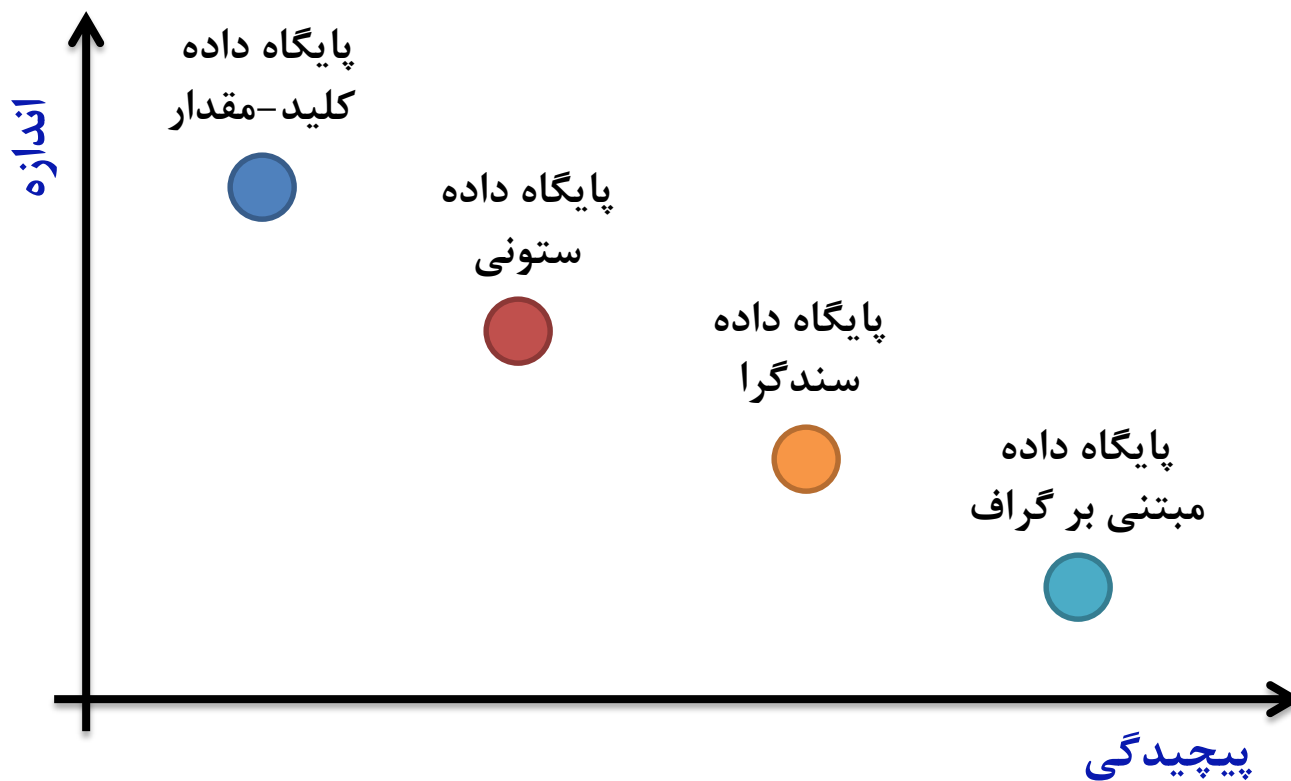 اندازه
پایگاه داده
کلید-مقدار
پایگاه داده
ستونی
پایگاه داده
سندگرا
پایگاه داده
مبتنی بر گراف
پیچیدگی